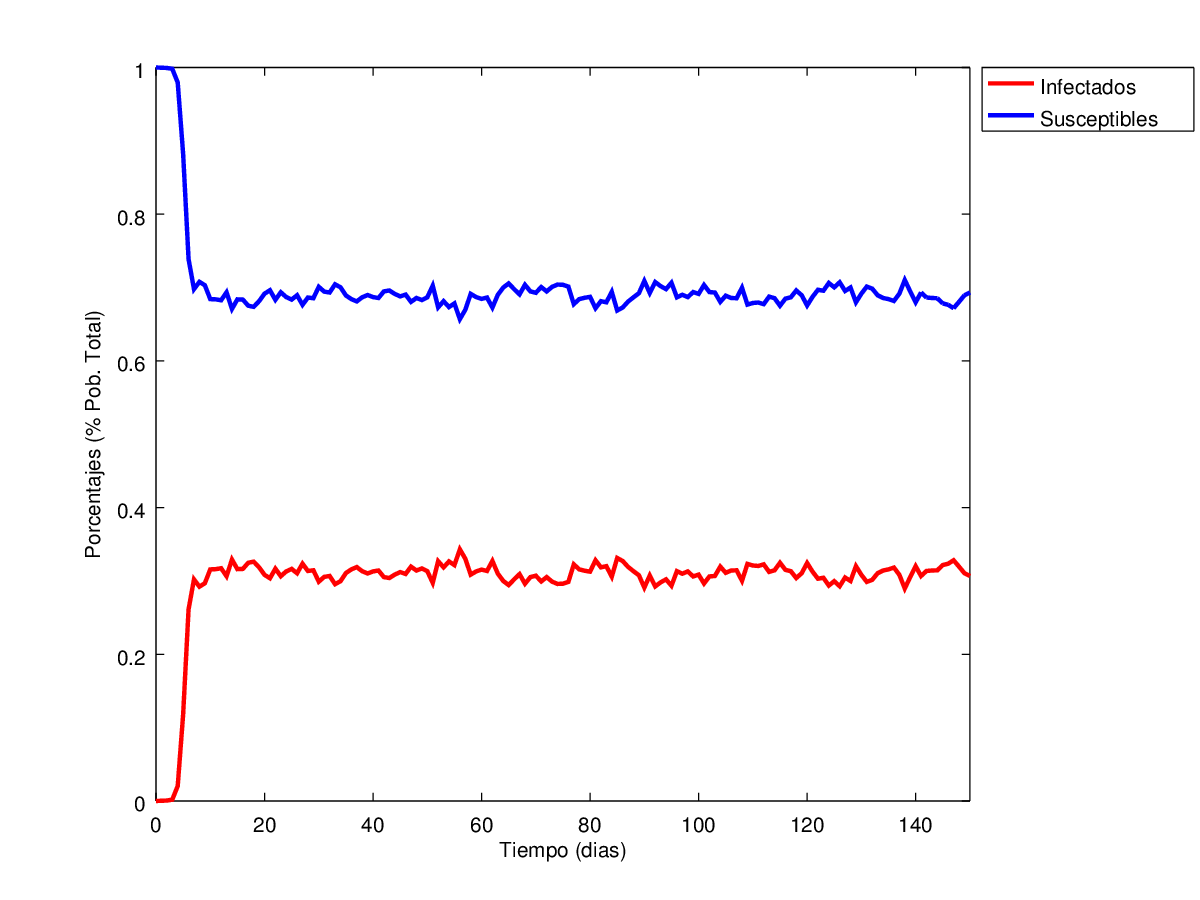 Infectados
Susceptibles
Porcentajes (% Pob. Total)
1
0.8
0.6
0.4
0.2
0
0 20 40 60 80 100 120 140
Tiempo (dias)